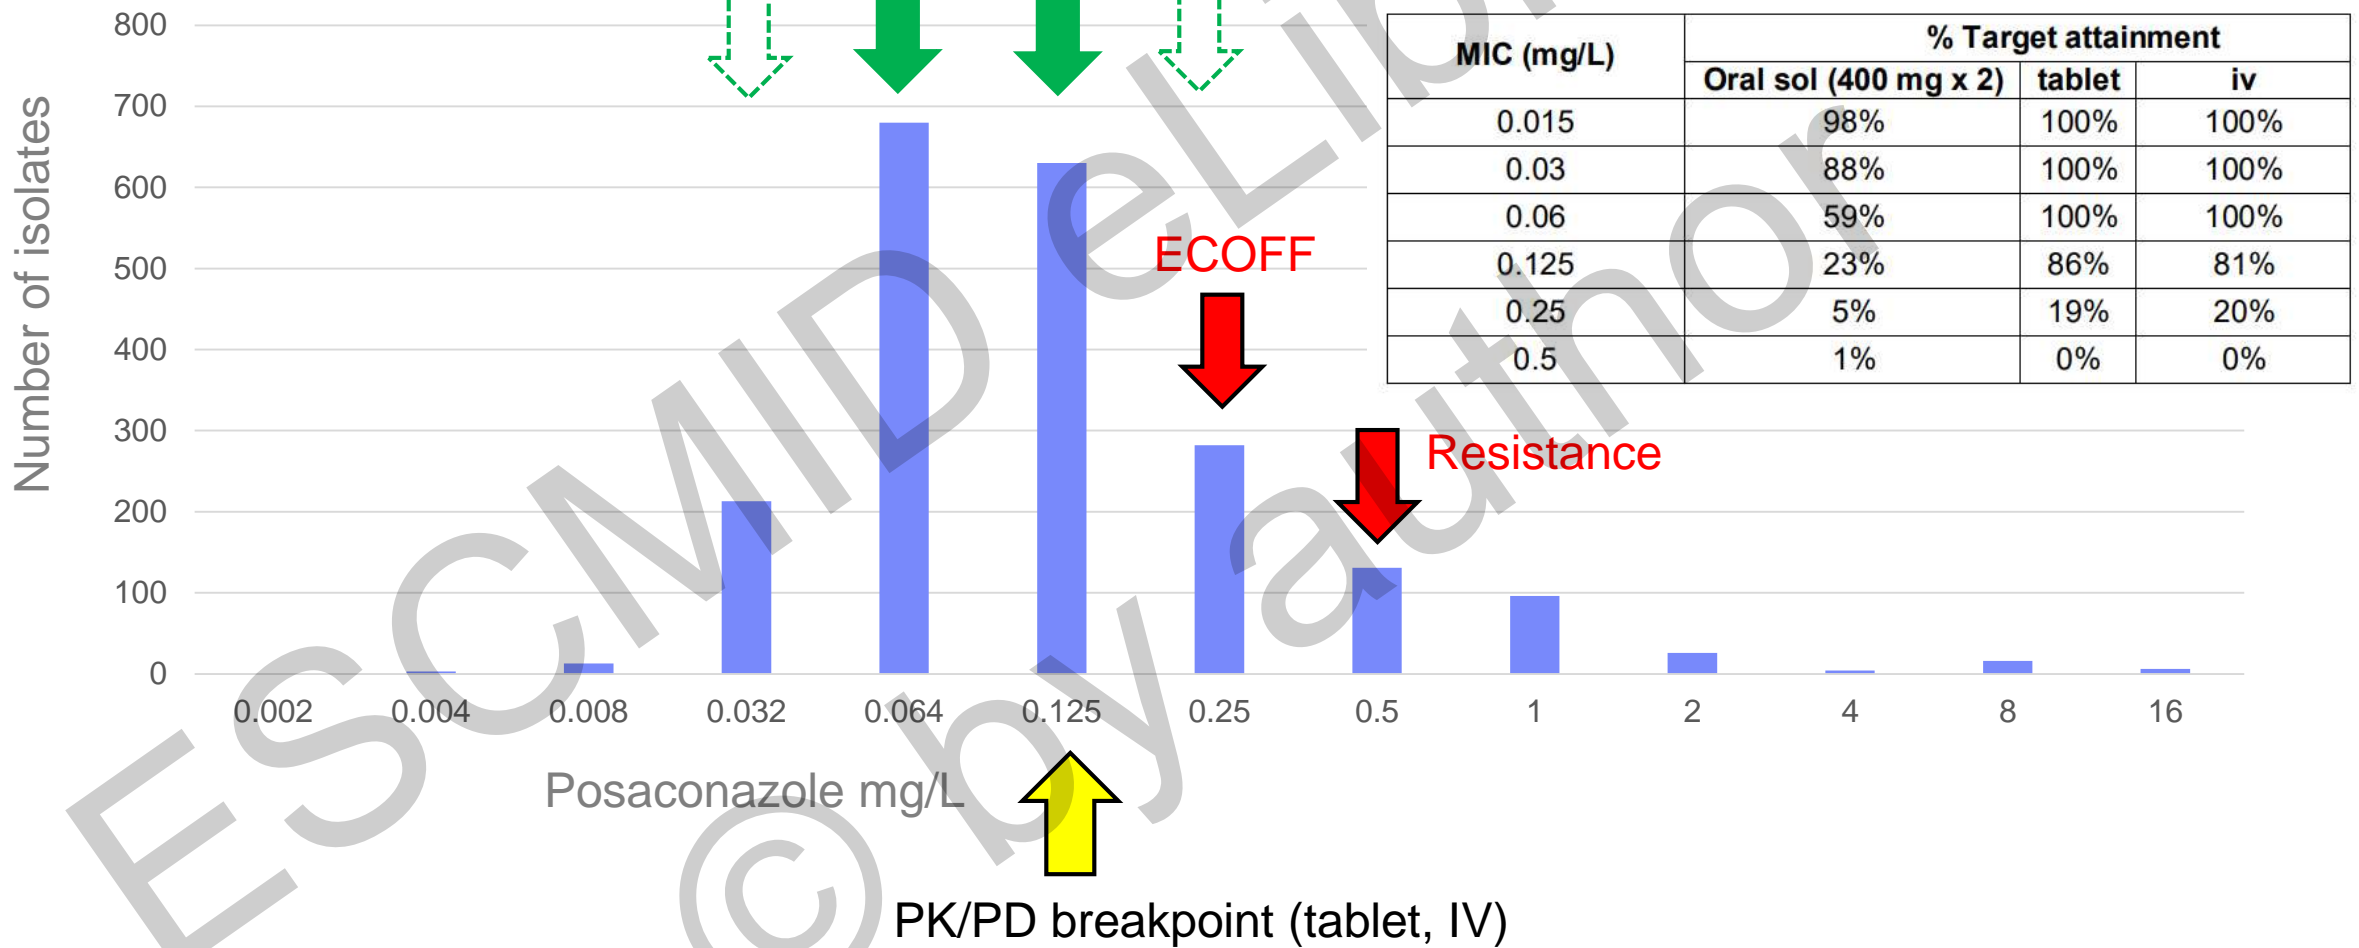 800
700
600
500
400
300
200
100
0
Number of isolates
0.002 0.004 0.008 0.032 0.064 0.125 0.25 0.5 1 2 4 8 16
Posaconazole mg/L
ECOFF
Resistance
PK/PD breakpoint (tablet, IV)
MIC (mg/L) % Target attainment
Oral sol (400 mg x 2) tablet iv
0.015 98% 100% 100%
0.03 88% 100% 100%
0.06 59% 100% 100%
0.125 23% 86% 81%
0.25 5% 19% 20%
0.5 1% 0% 0%
ESCMID
© by author